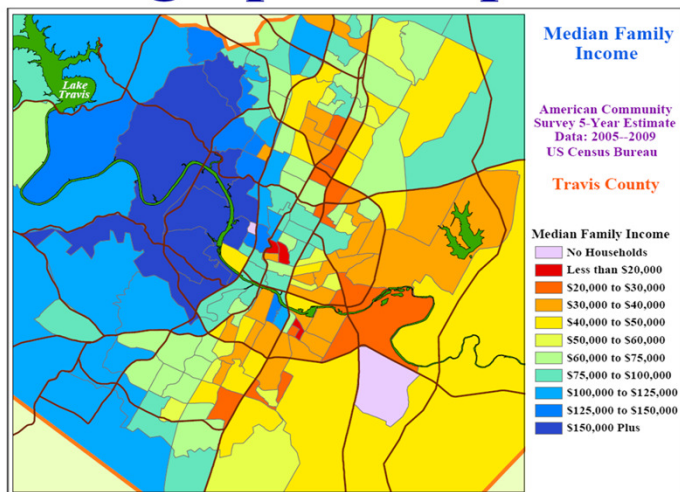 Median Family
Income
American Community
Survey 5-Year Estimate
Data: 2005--2009
US Census Bureau
Travis County
Lake
Travis
Median Family Income
No Households
Less than $20,000
$20,000 to $30,000
$30,000 to $40,000
$40,000 to $50,000
$50,000 to $60,000
$60,000 to $75,000
$75,000 to $100,000
$100,000 to $125,000
$125,000 to $150,000
$150,000 Plus